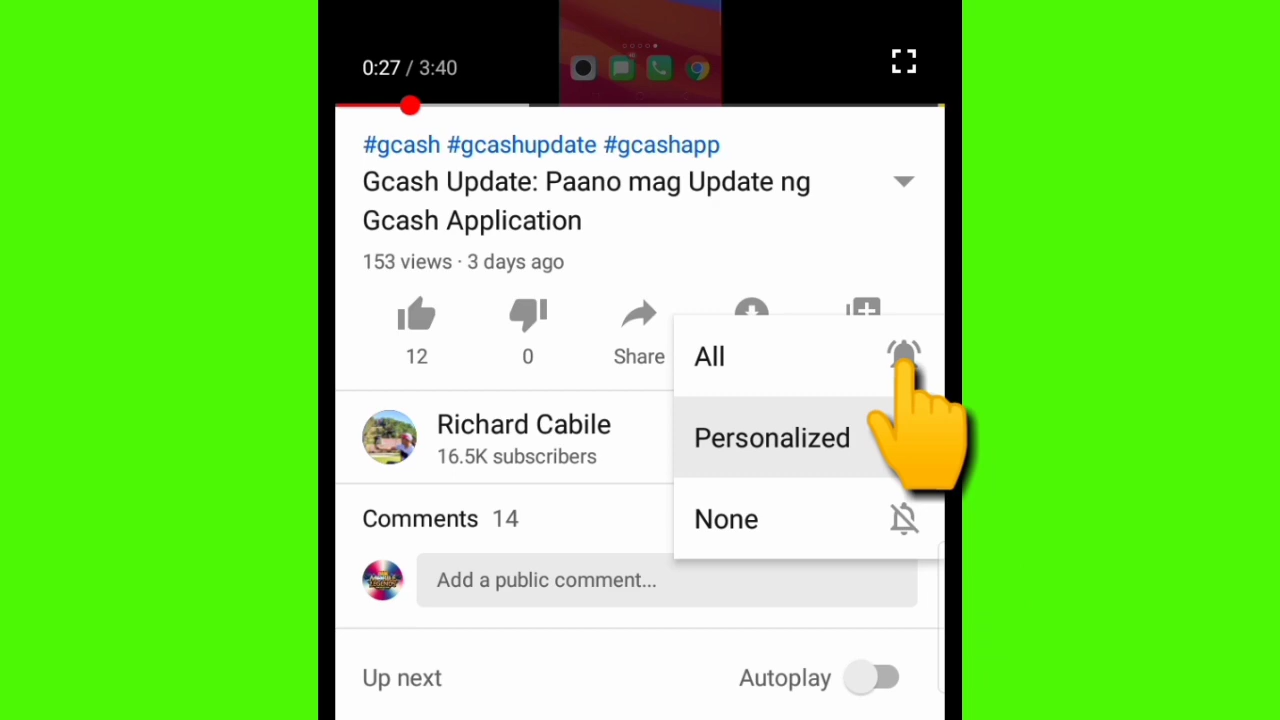 0:27 / 3:40
#gcash #gcashupdate #gcashapp
Gcash Update: Paano mag Update ng
Gcash Application
153 views · 3 days ago
12
0
Share
All
Richard Cabile
16.5K subscribers
Personalized
None
Comments 14
Add a public comment...
Up next
Autoplay